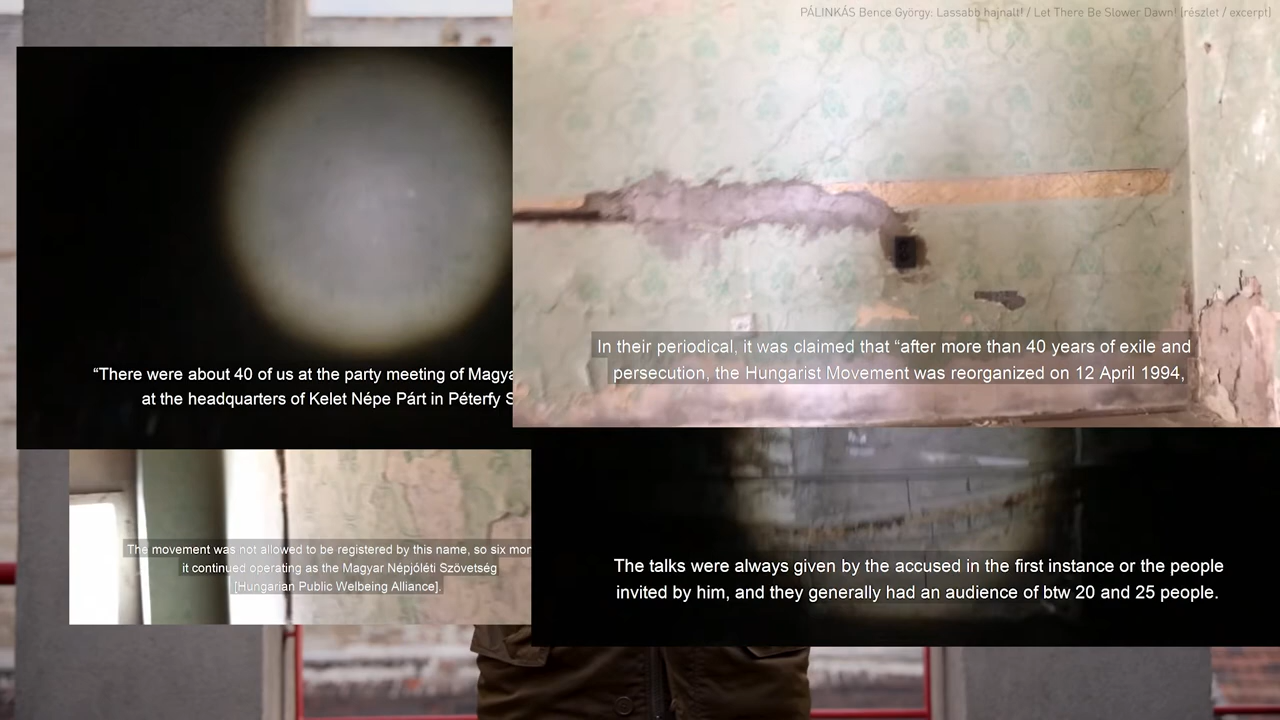 PÁLINKÁS Bence György: Lassabb hajnalt! / Let There Be Slower Dawn! (részlet / excerpt)
“There were about 40 of us at the party meeting of Magya
at the headquarters of Kelet Népe Párt in Péterfy S
In their periodical, it was claimed that “after more than 40 years of exile and
persecution, the Hungarist Movement was reorganized on 12 April 1994,
The movement was not allowed to be registered by this name, so six mon
it continued operating as the Magyar Népjóléti Szövetség
[Hungarian Public Welbeing Alliance].
The talks were always given by the accused in the first instance or the people
invited by him, and they generally had an audience of btw 20 and 25 people.